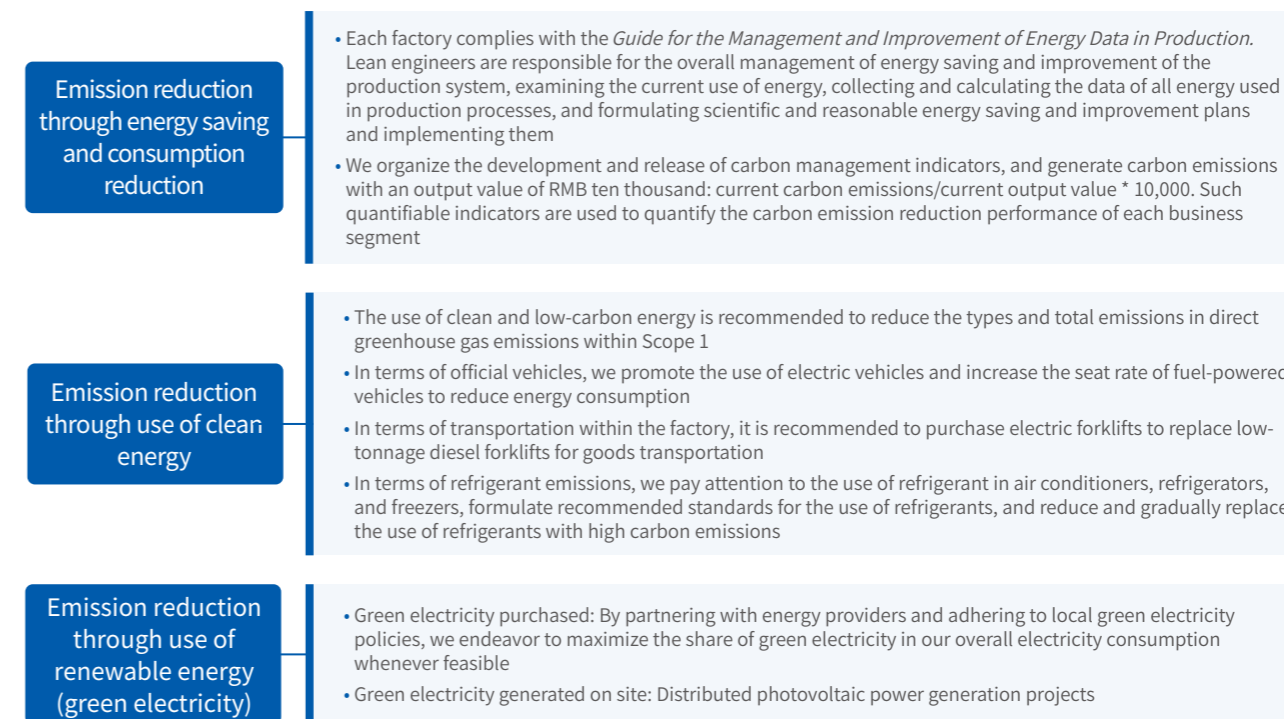 Emission reduction
through energy saving
and consumption
reduction
• Each factory complies with the Guide for the Management and Improvement of Energy Data in Production.
Lean engineers are responsible for the overall management of energy saving and improvement of the
production system, examining the current use of energy, collecting and calculating the data of all energy used
in production processes, and formulating scientific and reasonable energy saving and improvement plans
and implementing them
• We organize the development and release of carbon management indicators, and generate carbon emissions
with an output value of RMB ten thousand: current carbon emissions/current output value * 10,000. Such
quantifiable indicators are used to quantify the carbon emission reduction performance of each business
segment
Emission reduction
through use of clean
energy
• The use of clean and low-carbon energy is recommended to reduce the types and total emissions in direct
greenhouse gas emissions within Scope 1
• In terms of official vehicles, we promote the use of electric vehicles and increase the seat rate of fuel-powered
vehicles to reduce energy consumption
• In terms of transportation within the factory, it is recommended to purchase electric forklifts to replace low-
tonnage diesel forklifts for goods transportation
• In terms of refrigerant emissions, we pay attention to the use of refrigerant in air conditioners, refrigerators,
and freezers, formulate recommended standards for the use of refrigerants, and reduce and gradually replace
the use of refrigerants with high carbon emissions
Emission reduction
through use of
renewable energy
(green electricity)
• Green electricity purchased: By partnering with energy providers and adhering to local green electricity
policies, we endeavor to maximize the share of green electricity in our overall electricity consumption
whenever feasible
• Green electricity generated on site: Distributed photovoltaic power generation projects